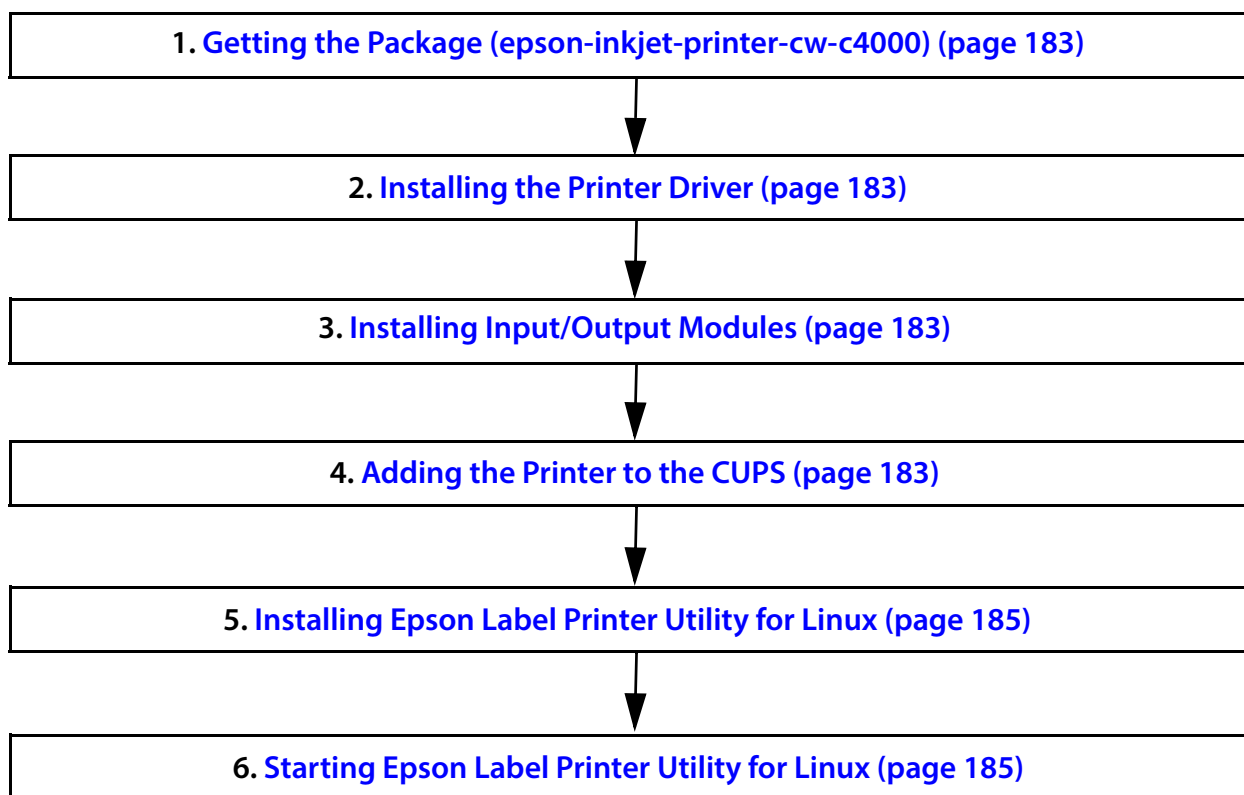 1. Getting the Package (epson-inkjet-printer-cw-c4000) (page 183)
2. Installing the Printer Driver (page 183)
3. Installing Input/Output Modules (page 183)
4. Adding the Printer to the CUPS (page 183)
5. Installing Epson Label Printer Utility for Linux (page 185)
6. Starting Epson Label Printer Utility for Linux (page 185)